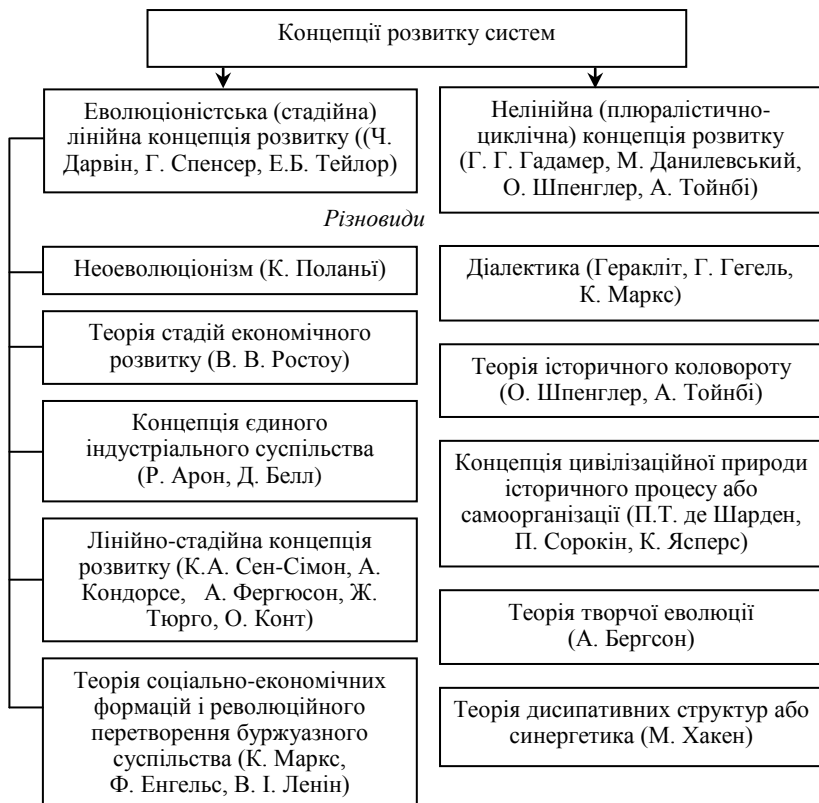 Концепції розвитку систем
Еволюціоністська (стадійна)
лінійна концепція розвитку ((Ч.
Дарвін, Г. Спенсер, Е.Б. Тейлор)
Нелінійна (плюралістично-
циклічна) концепція розвитку
(Г. Г. Гадамер, М. Данилевський,
О. Шпенглер, А. Тойнбі)
Різновиди
Неоеволюціонізм (К. Поланьї)
Теорія стадій економічного
розвитку (В. В. Ростоу)
Концепція єдиного
індустріального суспільства
(Р. Арон, Д. Белл)
Лінійно-стадійна концепція
розвитку (К.А. Сен-Сімон, А.
Кондорсе, А. Фергюсон, Ж.
Тюрго, О. Конт)
Теорія соціально-економічних
формацій і революційного
перетворення буржуазного
суспільства (К. Маркс,
Ф. Енгельс, В. І. Ленін)
Діалектика (Геракліт, Г. Гегель,
К. Маркс)
Теорія історичного коловороту
(О. Шпенглер, А. Тойнбі)
Концепція цивілізаційної природи
історичного процесу або
самоорганізації (П.Т. де Шарден,
П. Сорокін, К. Ясперс)
Теорія творчої еволюції
(А. Бергсон)
Теорія дисипативних структур або
синергетика (М. Хакен)